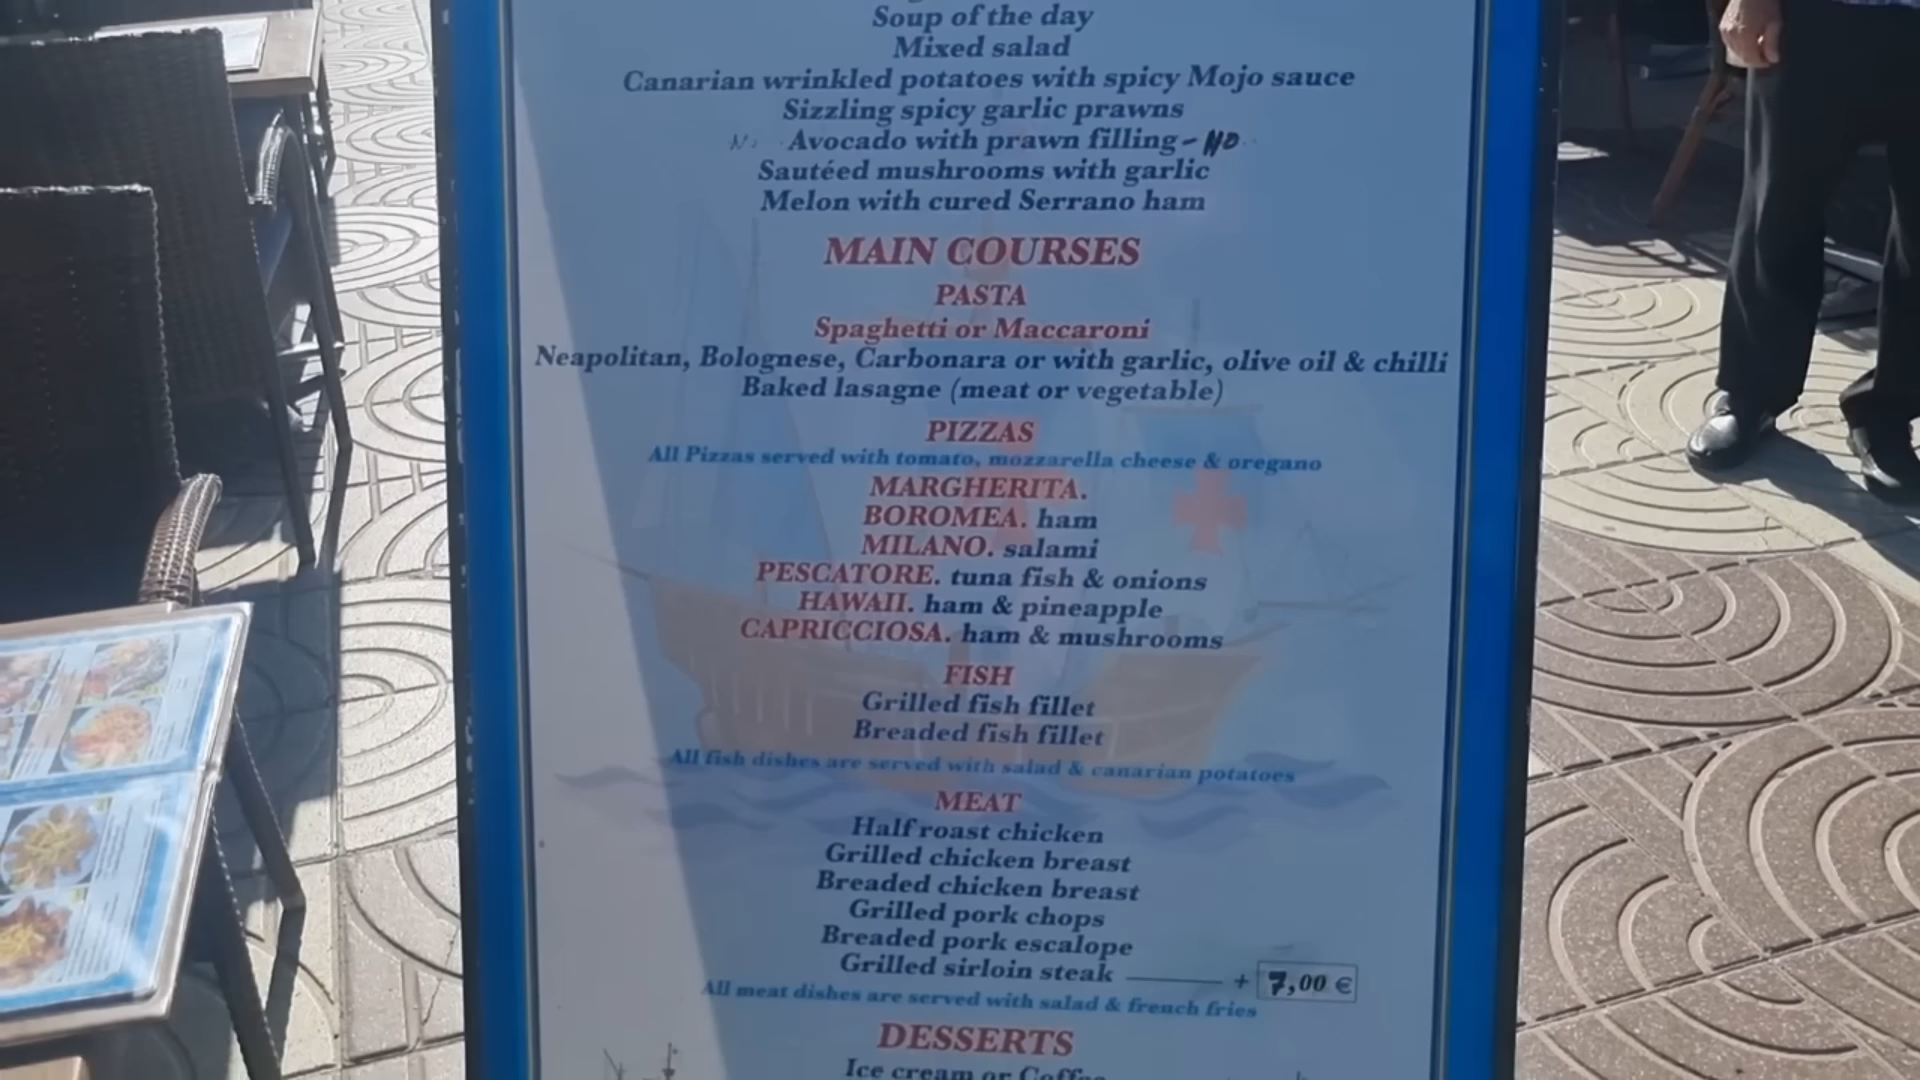 Soup of the day
Mixed salad
Canarian wrinkled potatoes with spicy Mojo sauce
Sizzling spicy garlic prawns
Avocado with prawn filling - NO
Sautéed mushrooms with garlic
Melon with cured Serrano ham
MAIN COURSES
PASTA
Spaghetti or Maccaroni
Neapolitan, Bolognese, Carbonara or with garlic, olive oil & chilli
Baked lasagne (meat or vegetable)
PIZZAS
All Pizzas served with tomato, mozzarella cheese & oregano
MARGHERITA.
BOROMEA. ham
MILANO. salami
PESCATORE. tuna fish & onions
HAWAII. ham & pineapple
CAPRICCIOSA. ham & mushrooms
FISH
Grilled fish fillet
Breaded fish fillet
All fish dishes are served with salad & canarian potatoes
MEAT
Half roast chicken
Grilled chicken breast
Breaded chicken breast
Grilled pork chops
Breaded pork escalope
Grilled sirloin steak + 7,00 €
All meat dishes are served with salad & french fries
DESSERTS
Ice cream or